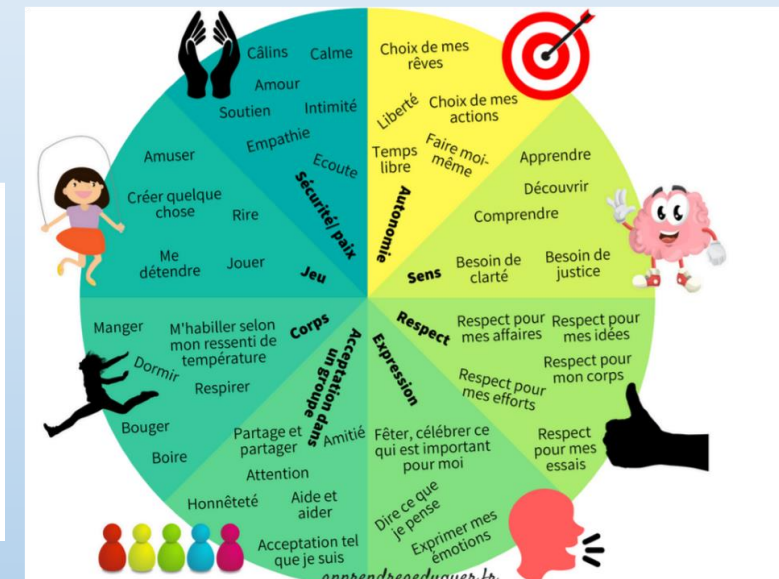 Câlins
Calme
Amour
Soutien
Intimité
Empathie
Ecoute
Sécurité/ paix
Choix de mes
rêves
Liberté
Choix de mes
actions
Temps
libre
Faire moi-
même
Autonomie
Apprendre
Découvrir
Comprendre
Besoin de
clarté
Besoin de
justice
Sens
Respect
Respect pour
mes affaires
Respect pour
mes idées
Respect pour
mon corps
Respect pour
mes efforts
Respect
pour mes
essais
Expression
Fêter, célébrer ce
qui est important
pour moi
Dire ce que
je pense
Exprimer mes
émotions
Acceptation dans
un groupe
Amitié
Partage et
partager
Attention
Honnêteté
Aide et
aider
Acceptation tel
que je suis
Corps
Manger
M'habiller selon
mon ressenti de
température
Dormir
Respirer
Bouger
Boire
Jeu
Amuser
Créer quelque
chose
Rire
Me
détendre
Jouer
apprendreaeduquer.fr